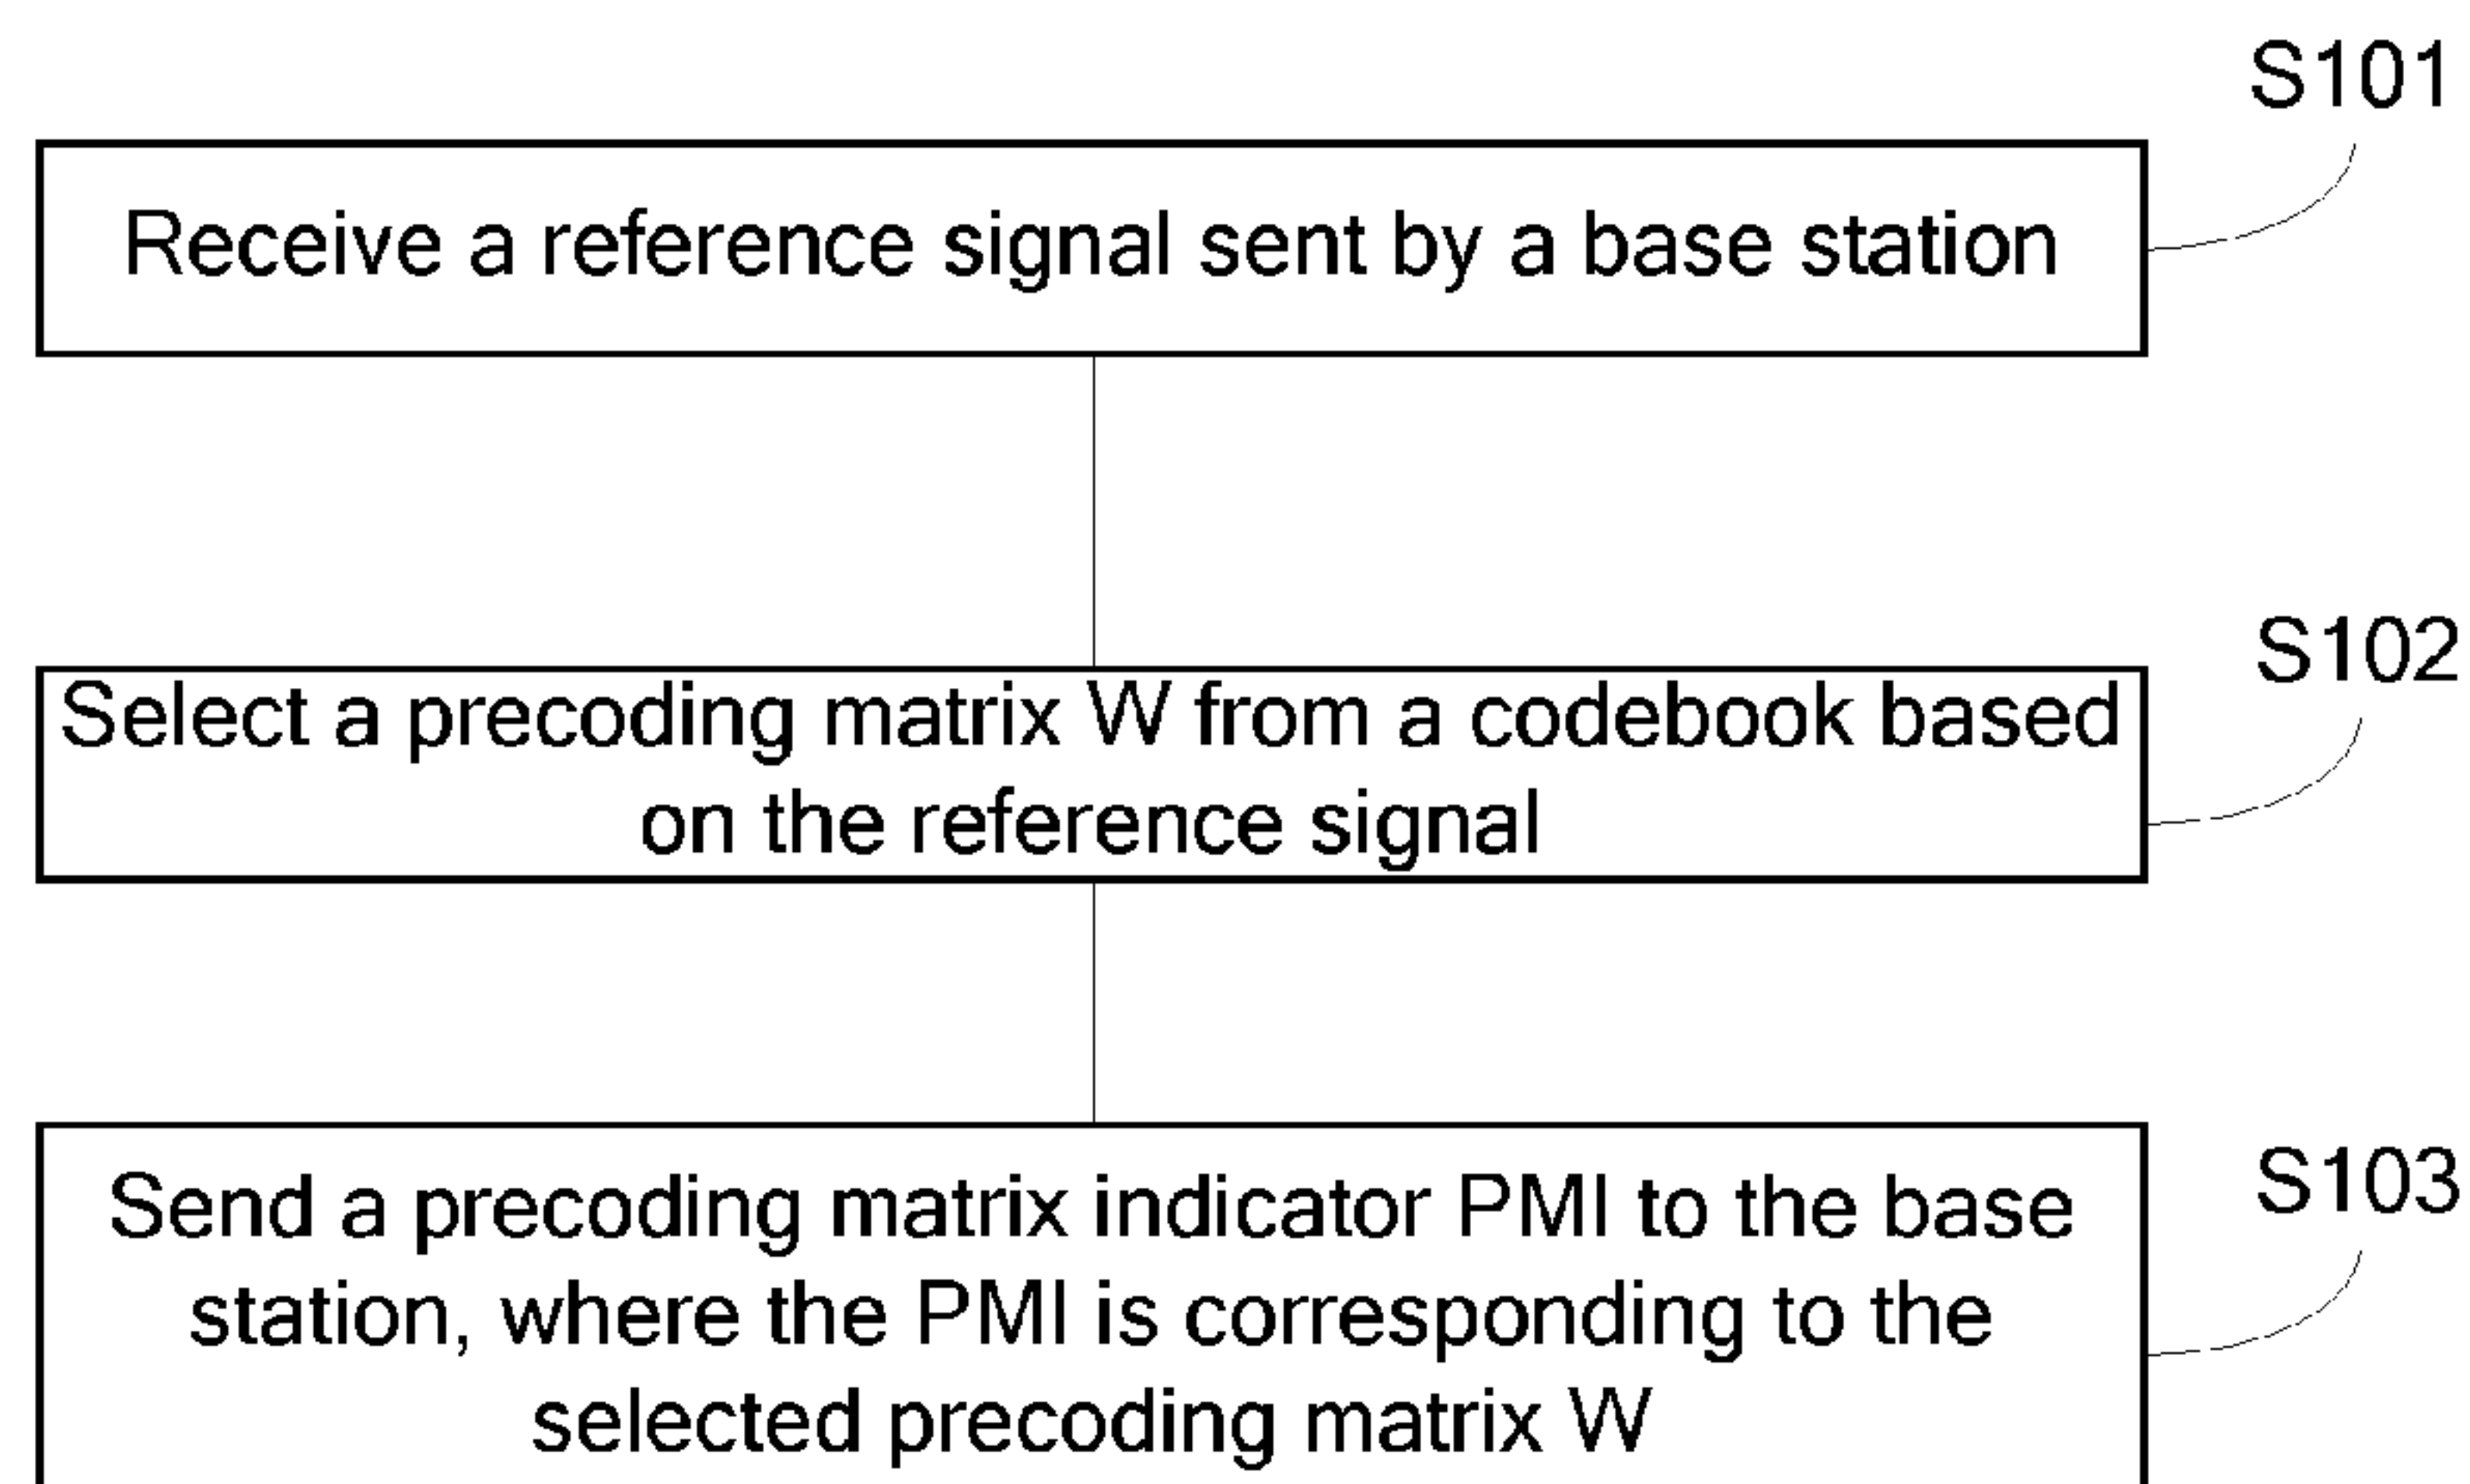 S101
Receive a reference signal sent by a base station
S102
Select a precoding matrix W from a codebook based
on the reference signal
S103
Send a precoding matrix indicator PMI to the base
station, where the PMI is corresponding to the
selected precoding matrix W